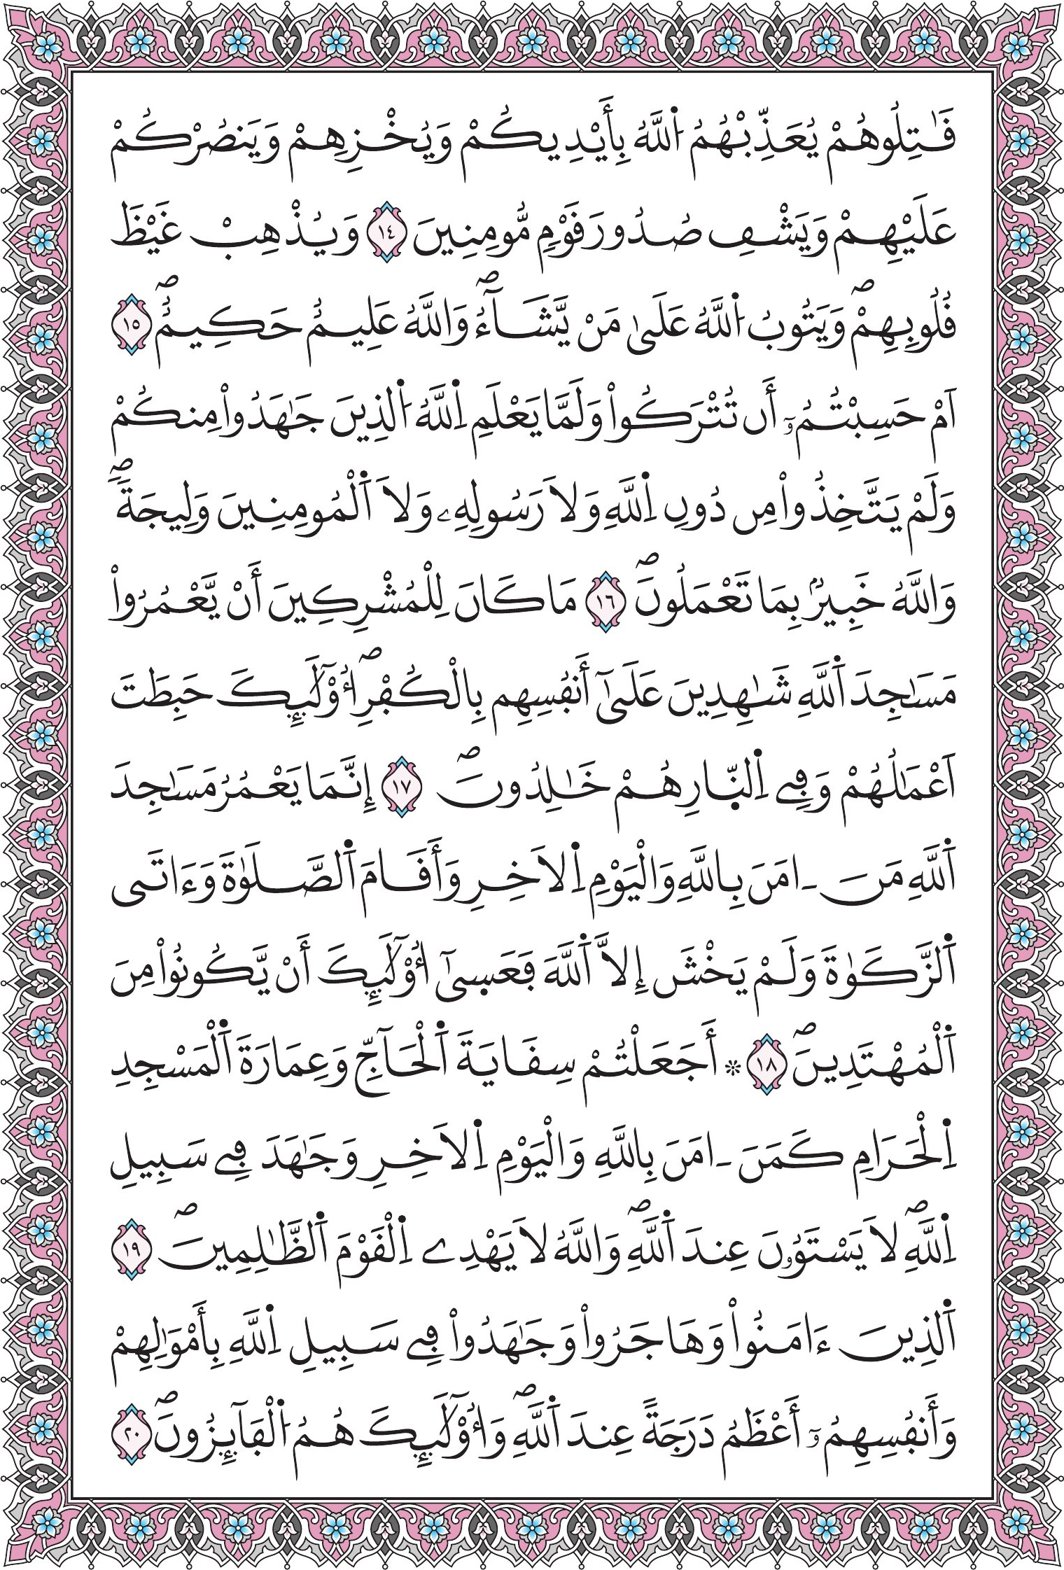 قَٰتِلُوهُمْ يُعَذِّبْهُمُ اُ۬للَّهُ بِأَيْدِيكُمْ وَيُخْزِهِمْ وَيَنصُرْكُمْ
عَلَيْهِمْ وَيَشْفِ صُدُورَ قَوْمٖ مُّومِنِينَ ١٤ وَيُذْهِبْ غَيْظَ
قُلُوبِهِمْۖ وَيَتُوبُ اُ۬للَّهُ عَلَىٰ مَنْ يَّشَآءُۖ وَاللَّهُ عَلِيمٌ حَكِيمٌۖ ١٥
اَمْ حَسِبْتُمُۥٓ أَن تُتْرَكُواْ وَلَمَّا يَعْلَمِ اِ۬للَّهُ اُ۬لذِينَ جَٰهَدُواْ مِنكُمْ
وَلَمْ يَتَّخِذُواْ مِن دُونِ اِ۬للَّهِ وَلَا رَسُولِهِۦ وَلَا اَ۬لْمُومِنِينَ وَلِيجَةٗۖ
وَاللَّهُ خَبِيرُۢ بِمَا تَعْمَلُونَۖ ١٦ مَا كَانَ لِلْمُشْرِكِينَ أَنْ يَّعْمُرُواْ
مَسَٰجِدَ اَ۬للَّهِ شَٰهِدِينَ عَلَىٰٓ أَنفُسِهِم بِالْكُفْرِۖ أُوْلَٰٓئِكَ حَبِطَتَ
اَعْمَٰلُهُمْ وَفِے اِ۬لنّ۪ارِ هُمْ خَٰلِدُونَۖ ١٧ إِنَّمَا يَعْمُرُ مَسَٰجِدَ
اَ۬للَّهِ مَنَ ـ امَنَ بِاللَّهِ وَالْيَوْمِ اِ۬لَاخِرِ وَأَقَامَ اَ۬لصَّلَوٰةَ وَءَاتَى
اَ۬لزَّكَوٰةَ وَلَمْ يَخْشَ إِلَّا اَ۬للَّهَ فَعَس۪ىٰٓ أُوْلَٰٓئِكَ أَنْ يَّكُونُواْ مِنَ
اَ۬لْمُهْتَدِينَۖ ١٨ ۞ أَجَعَلْتُمْ سِقَايَةَ اَ۬لْحَآجِّ وَعِمَارَةَ اَ۬لْمَسْجِدِ
اِ۬لْحَرَامِ كَمَنَ ـ امَنَ بِاللَّهِ وَالْيَوْمِ اِ۬لَاخِرِ وَجَٰهَدَ فِے سَبِيلِ
اِ۬للَّهِۖ لَا يَسْتَوُۥنَ عِندَ اَ۬للَّهِۖ وَاللَّهُ لَا يَهْدِے اِ۬لْقَوْمَ اَ۬لظَّٰلِمِينَۖ ١٩
اَ۬لذِينَ ءَامَنُواْ وَهَاجَرُواْ وَجَٰهَدُواْ فِے سَبِيلِ اِ۬للَّهِ بِأَمْوَٰلِهِمْ
وَأَنفُسِهِمُۥٓ أَعْظَمُ دَرَجَةً عِندَ اَ۬للَّهِۖ وَأُوْلَٰٓئِكَ هُمُ اُ۬لْفَآئِزُونَۖ ٢٠